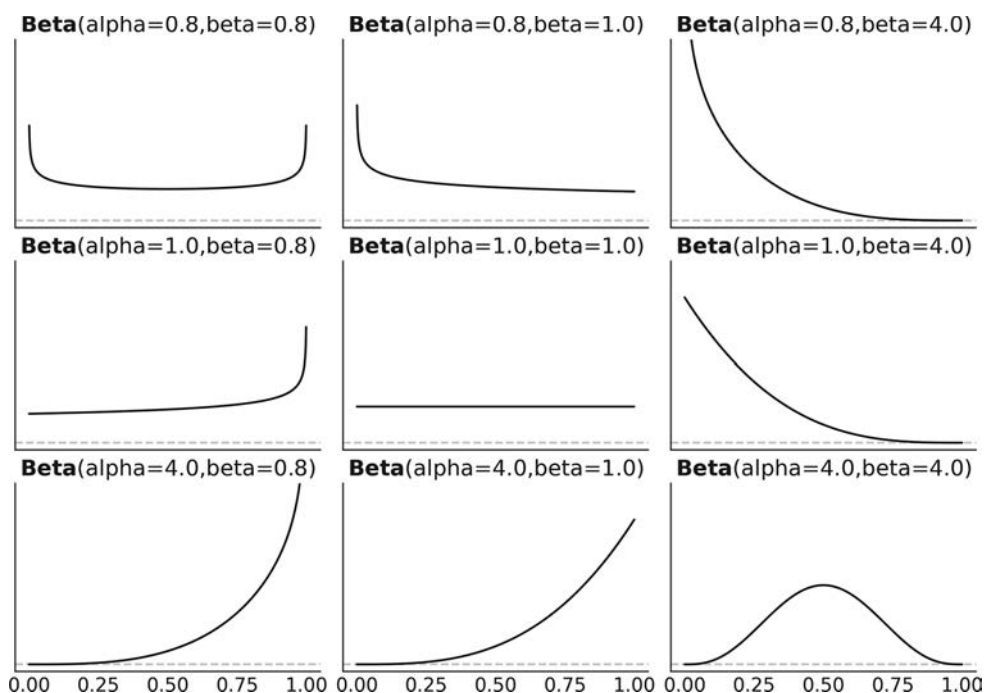 Beta(alpha=0.8,beta=0.8)
Beta(alpha=0.8,beta=1.0)
Beta(alpha=0.8,beta=4.0)
Beta(alpha=1.0,beta=0.8)
Beta(alpha=1.0,beta=1.0)
Beta(alpha=1.0,beta=4.0)
Beta(alpha=4.0,beta=0.8)
Beta(alpha=4.0,beta=1.0)
Beta(alpha=4.0,beta=4.0)
0.00 0.25 0.50 0.75 1.00
0.00 0.25 0.50 0.75 1.00
0.00 0.25 0.50 0.75 1.00